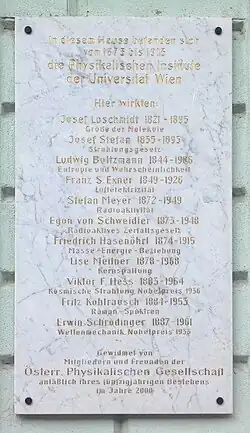 In diesem Hause befanden sich
von 1875 bis 1913
die Physikalischen Institute
der Universität Wien
Hier wirkten:
Josef Loschmidt 1821 - 1895
Größe der Moleküle
Josef Stefan 1835 - 1893
Strahlungsgesetz
Ludwig Boltzmann 1844 - 1906
Entropie und Wahrscheinlichkeit
Franz S. Exner 1849 - 1926
Luftelektrizität
Stefan Meyer 1872 - 1949
Radioaktivität
Egon von Schweidler 1873 - 1948
Radioaktives Zerfallsgesetz
Friedrich Hasenöhrl 1874 - 1915
Masse-Energie-Beziehung
Lise Meitner 1878 - 1968
Kernspaltung
Viktor F. Hess 1883 - 1964
Kosmische Strahlung Nobelpreis 1936
Fritz Kohlrausch 1884 - 1953
Raman-Spektren
Erwin Schrödinger 1887 - 1961
Wellenmechanik Nobelpreis 1933
Gewidmet von
Mitgliedern und Freunden der
Österr. Physikalischen Gesellschaft
anläßlich ihres fünfzigjährigen Bestehens
im Jahre 2000